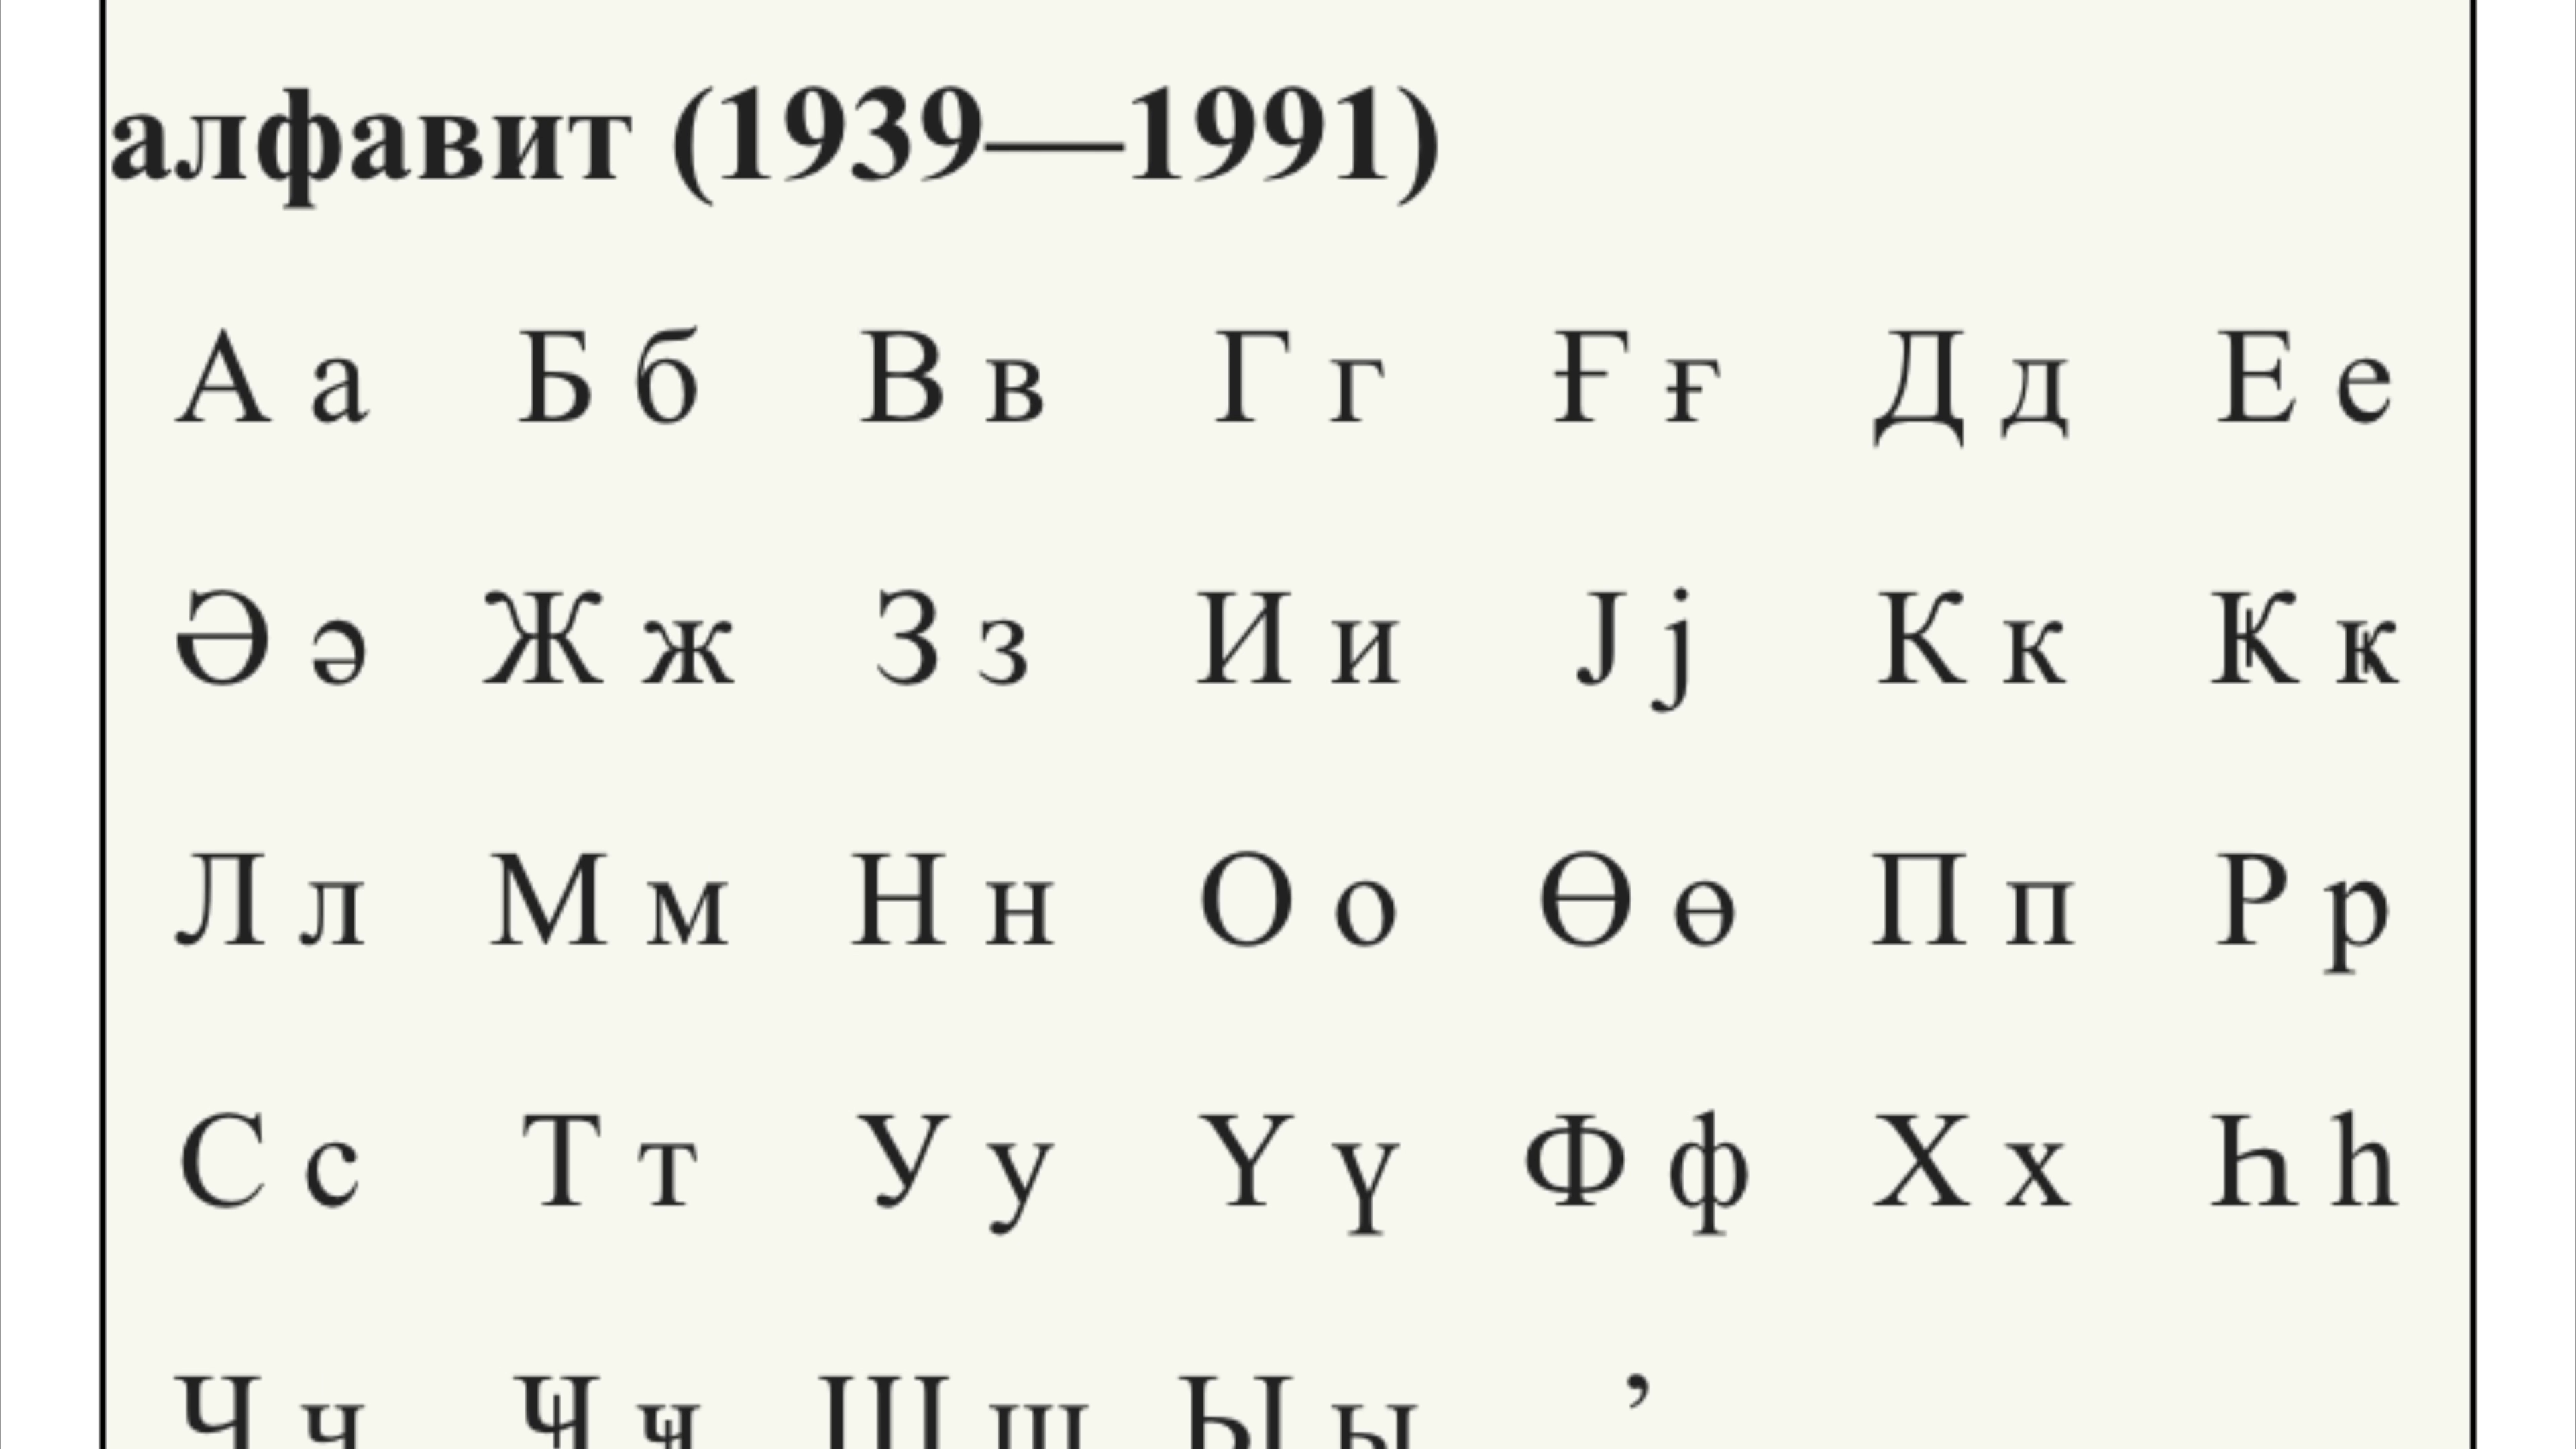 алфавит (1939—1991)
А а Б б В в Г г Ғ ғ Д д Е е
Ә ә Ж ж З з И и Ј ј К к Ҝ ҝ
Л л М м Н н О о Ө ө П п Р р
С с Т т У у Ү ү Ф ф Х х Һ һ
Ч ч Ҹ ҹ Ш ш Ы ы ’